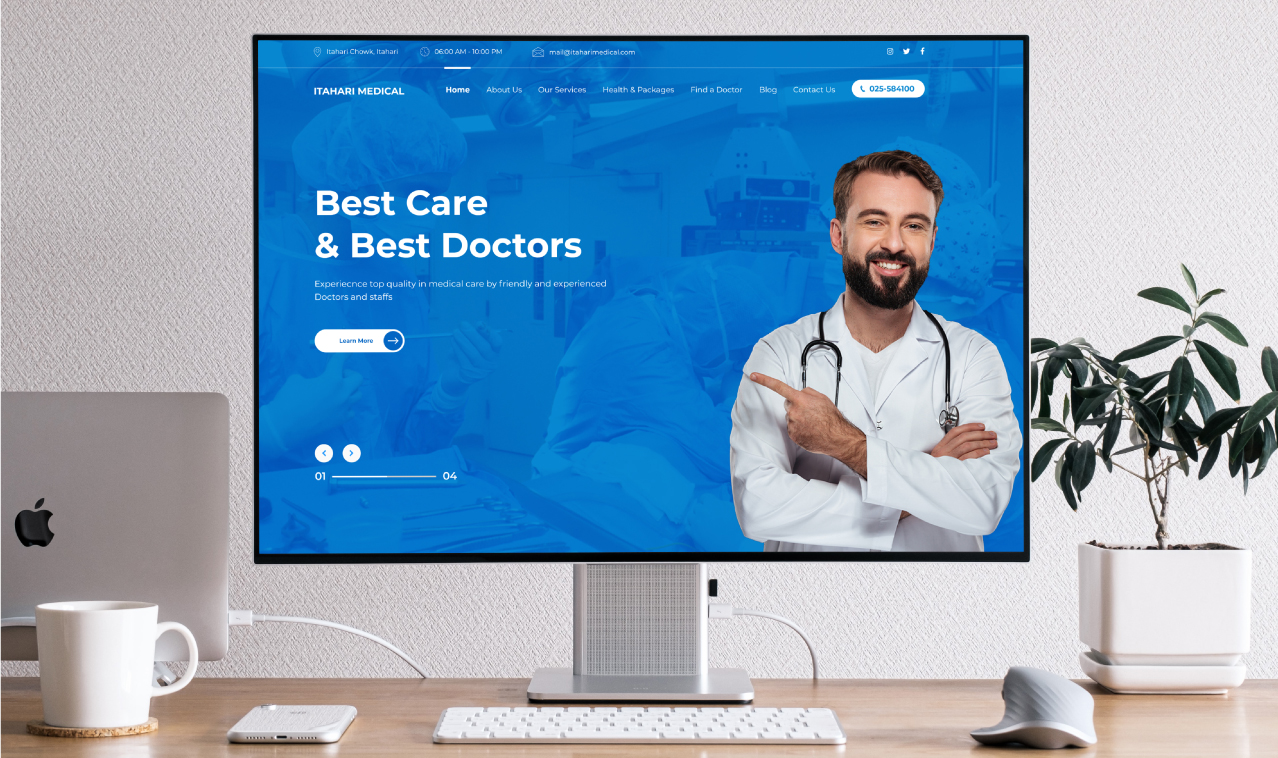 Itahari Chowk, Itahari
06:00 AM - 10:00 PM
mail@itaharimedical.com
ITAHARI MEDICAL
Home
About Us
Our Services
Health & Packages
Find a Doctor
Blog
Contact Us
025-584100
Best Care
& Best Doctors
Experiecnce top quality in medical care by friendly and experienced
Doctors and staffs
Learn More
01
04